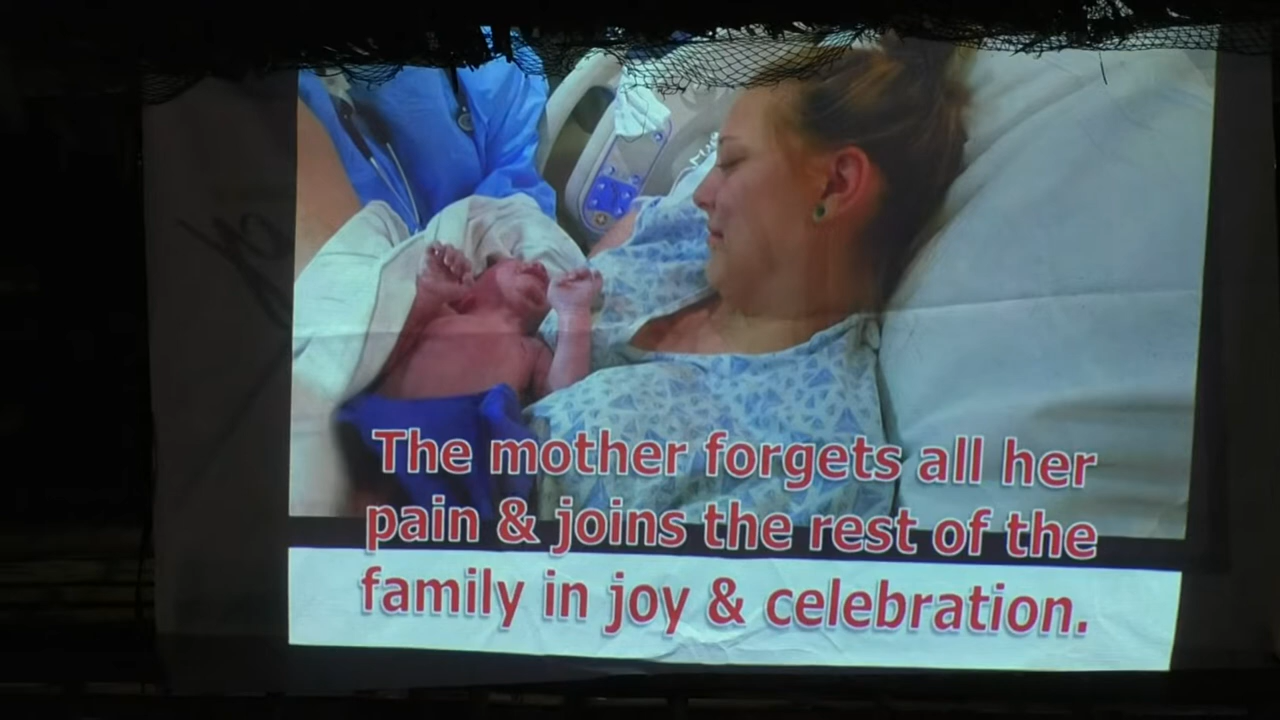 The mother forgets all her
pain & joins the rest of the
family in joy & celebration.